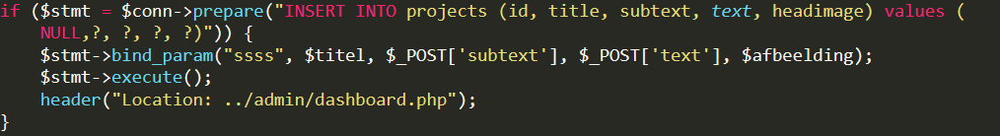 if ($stmt = $conn->prepare("INSERT INTO projects (id, title, subtext, text, headimage) values (
NULL,?, ?, ?, ?)")) {
$stmt->bind_param("ssss", $titel, $_POST['subtext'], $_POST['text'], $afbeelding);
$stmt->execute();
header("Location: ../admin/dashboard.php");
}